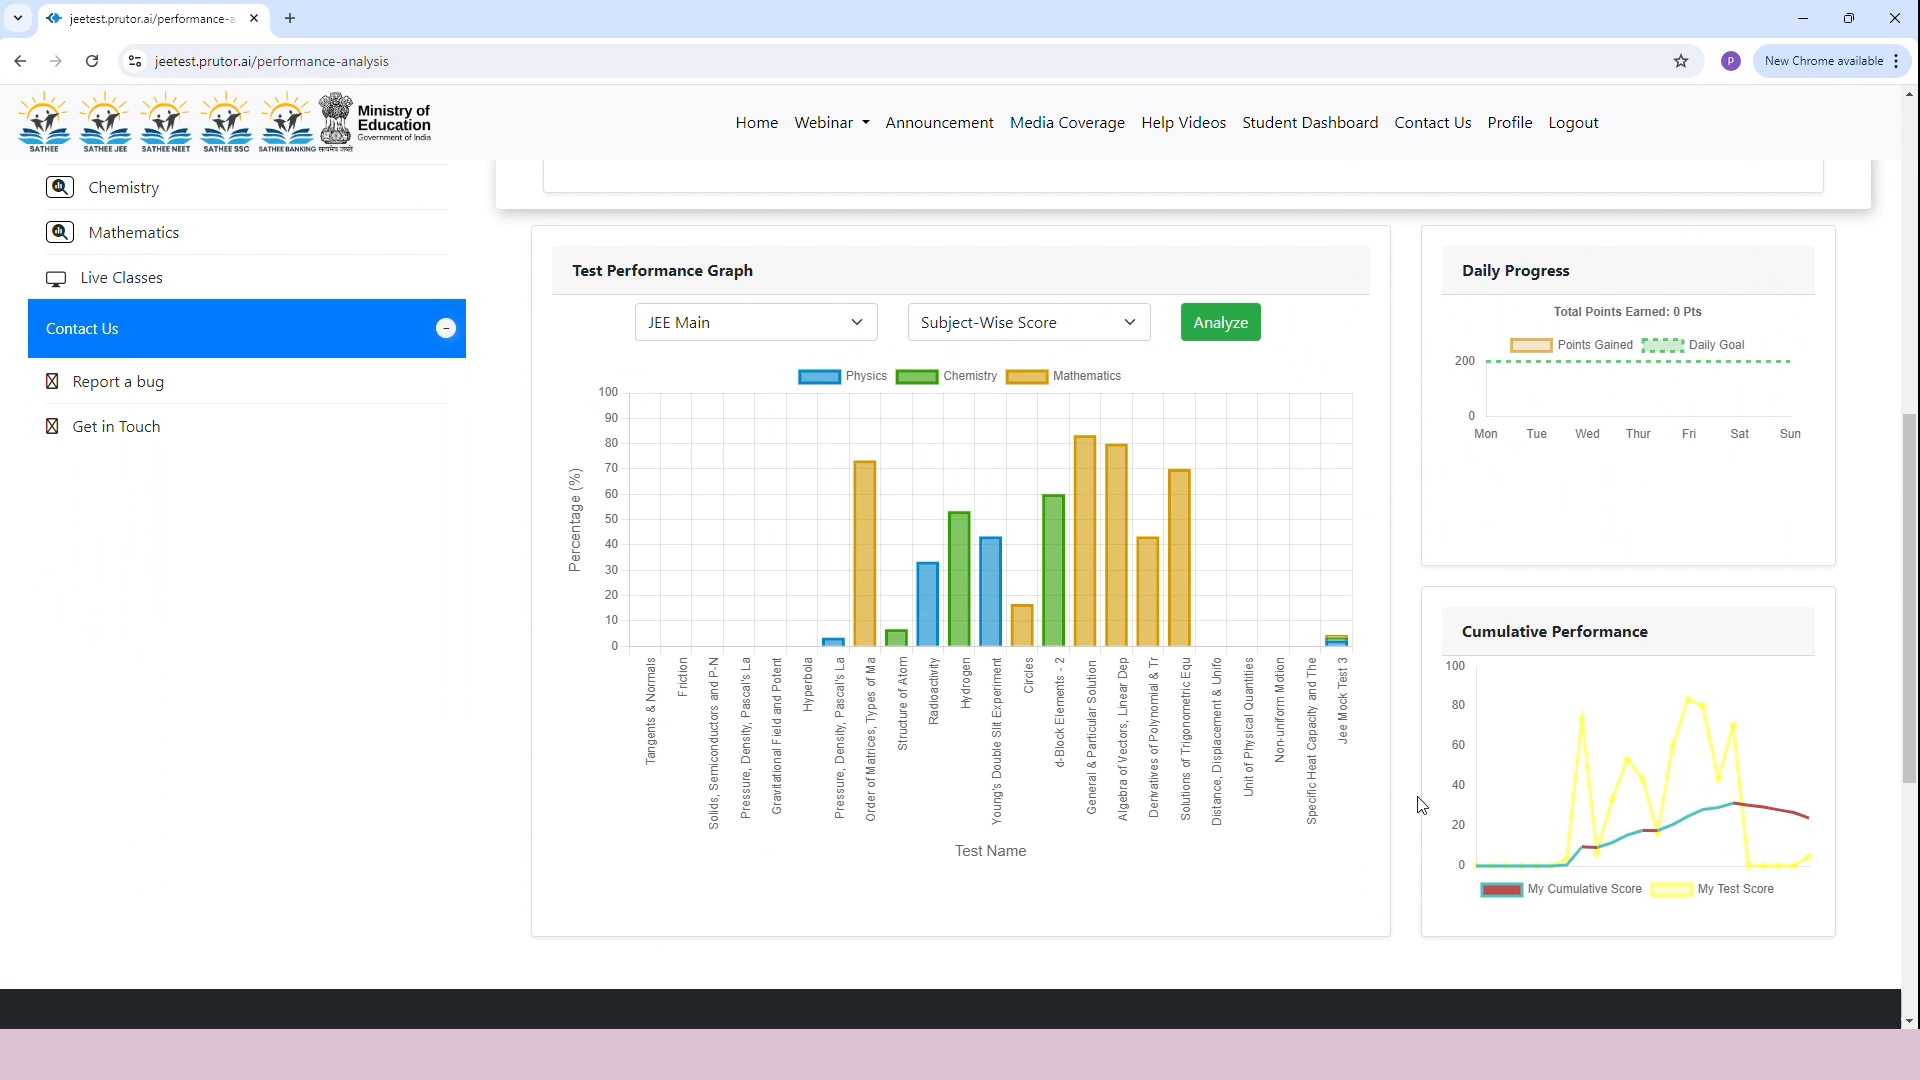 jeetest.prutor.ai/performance-a
jeetest.prutor.ai/performance-analysis
P
New Chrome available
SATHEE
SATHEE JEE
SATHEE NEET
SATHEE SSC
SATHEE BANKING
सत्यमेव जयते
Ministry of
Education
Government of India
Home
Webinar
Announcement
Media Coverage
Help Videos
Student Dashboard
Contact Us
Profile
Logout
Chemistry
Mathematics
Live Classes
Contact Us
Report a bug
Get in Touch
Test Performance Graph
JEE Main
Subject-Wise Score
Analyze
Physics
Chemistry
Mathematics
100
90
80
70
60
50
40
30
20
10
0
Percentage (%)
Tangents & Normals
Friction
Solids, Semiconductors and P-N
Pressure, Density, Pascal's La
Gravitational Field and Potent
Hyperbola
Pressure, Density, Pascal's La
Order of Matrices, Types of Ma
Structure of Atom
Radioactivity
Hydrogen
Young's Double Slit Experiment
Circles
d-Block Elements - 2
General & Particular Solution
Algebra of Vectors, Linear Dep
Derivatives of Polynomial & Tr
Solutions of Trigonometric Equ
Distance, Displacement & Unifo
Unit of Physical Quantities
Non-uniform Motion
Specific Heat Capacity and The
Jee Mock Test 3
Test Name
Daily Progress
Total Points Earned: 0 Pts
Points Gained
Daily Goal
200
0
Mon
Tue
Wed
Thur
Fri
Sat
Sun
Cumulative Performance
100
80
60
40
20
0
My Cumulative Score
My Test Score